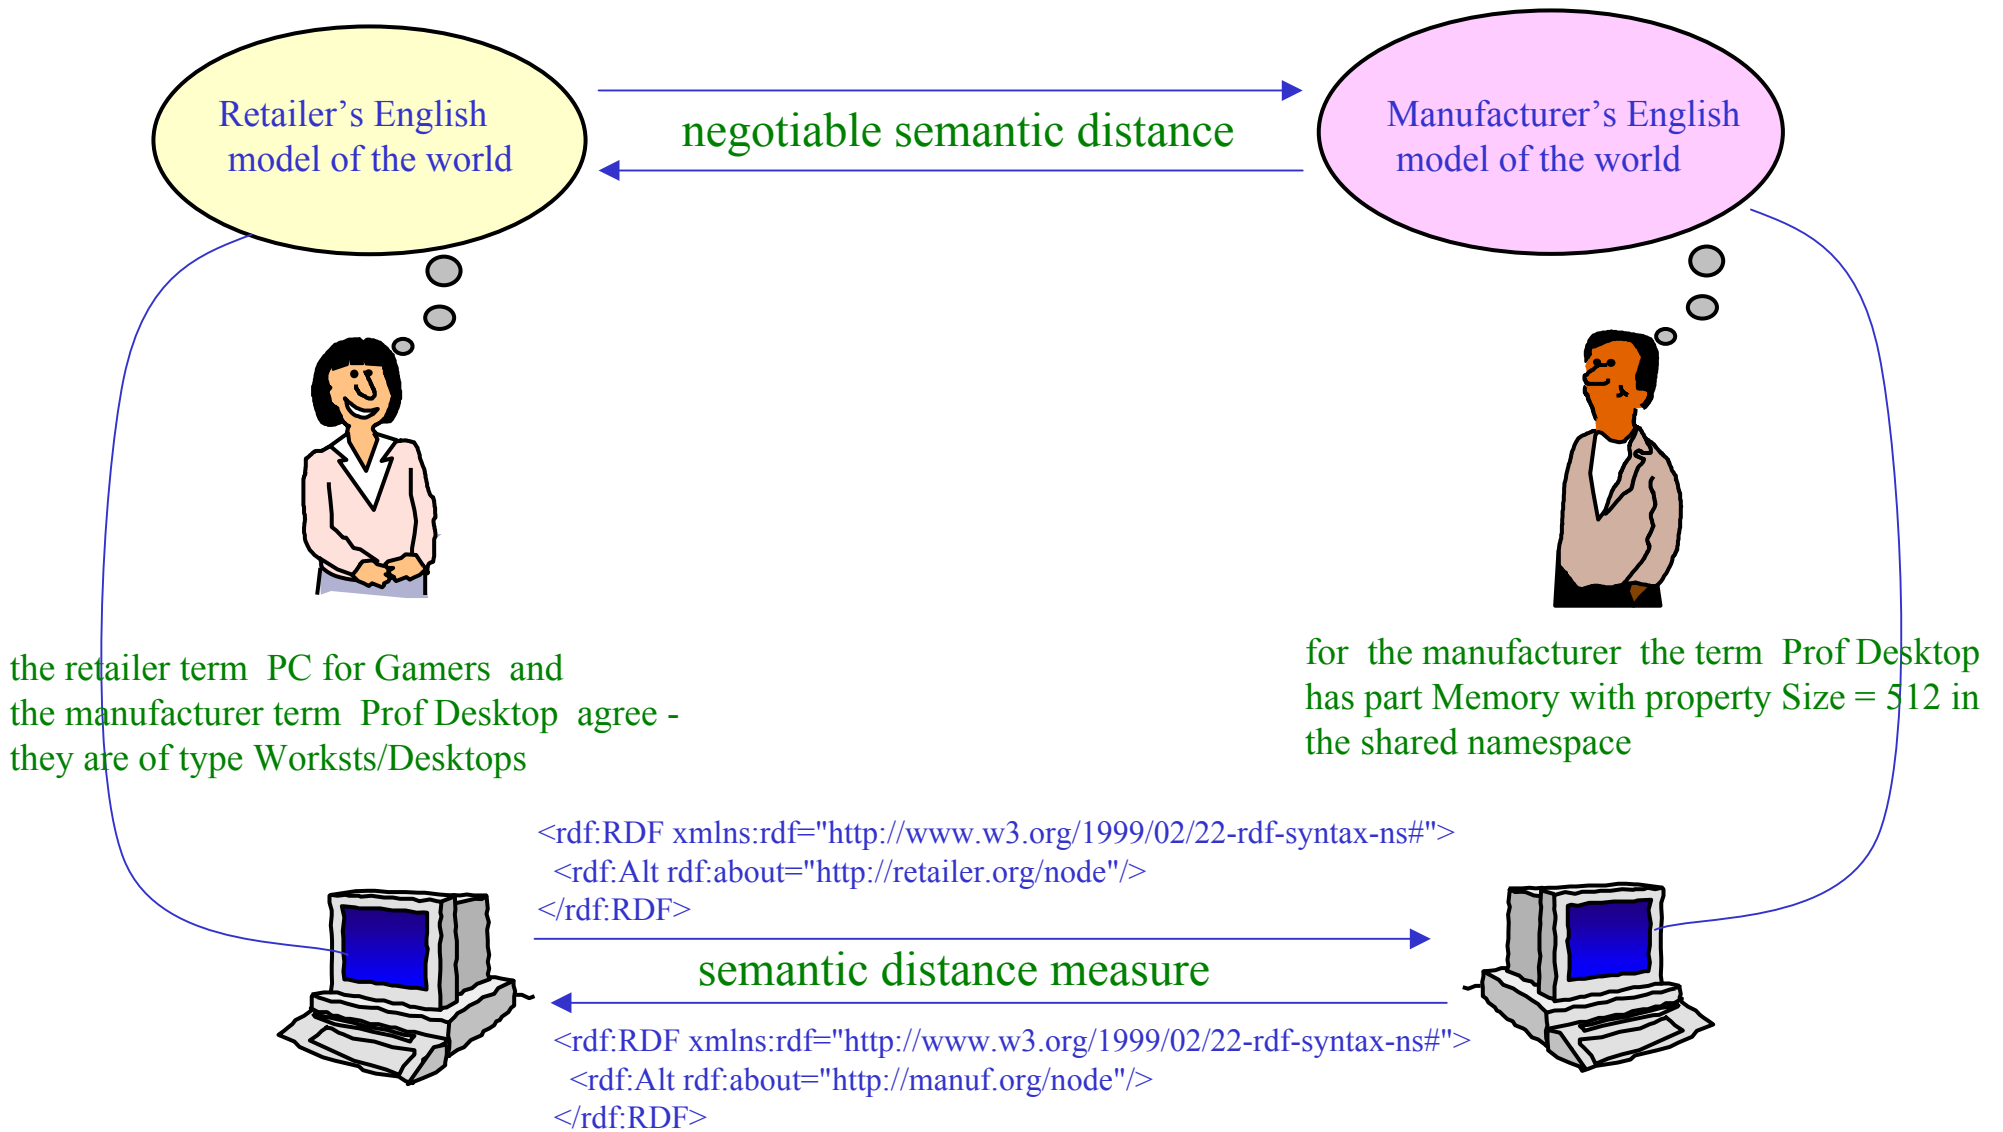 Retailer’s English
model of the world
negotiable semantic distance
Manufacturer’s English
model of the world
the retailer term PC for Gamers and
the manufacturer term Prof Desktop agree -
they are of type Worksts/Desktops
for the manufacturer the term Prof Desktop
has part Memory with property Size = 512 in
the shared namespace
<rdf:RDF xmlns:rdf="http://www.w3.org/1999/02/22-rdf-syntax-ns#">
<rdf:Alt rdf:about="http://retailer.org/node"/>
</rdf:RDF>
semantic distance measure
<rdf:RDF xmlns:rdf="http://www.w3.org/1999/02/22-rdf-syntax-ns#">
<rdf:Alt rdf:about="http://manuf.org/node"/>
</rdf:RDF>